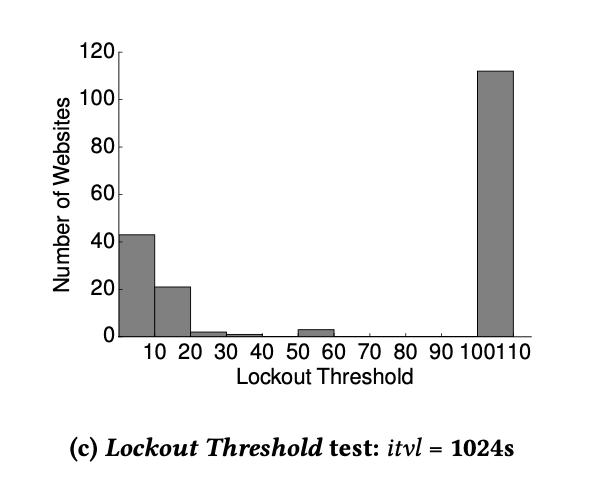 120
100
80
60
40
20
0
Number of Websites
10 20 30 40 50 60 70 80 90 100110
Lockout Threshold
(c) Lockout Threshold test: itvl = 1024s